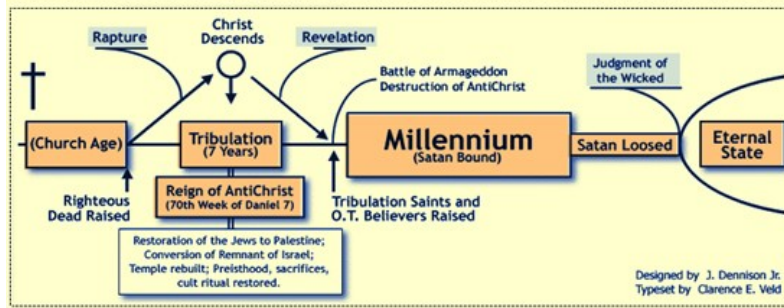 Christ
Descends
Rapture
Revelation
Judgment of
the Wicked
Battle of Armageddon
Destruction of AntiChrist
(Church Age)
Tribulation
(7 Years)
Millennium
(Satan Bound)
Satan Loosed
Eternal
State
Righteous
Dead Raised
Reign of AntiChrist
(70th Week of Daniel 7)
Tribulation Saints and
O.T. Believers Raised
Restoration of the Jews to Palestine;
Conversion of Remnant of Israel;
Temple rebuilt; Preisthood, sacrifices,
cult ritual restored.
Designed by J. Dennison Jr.
Typeset by Clarence E. Veld